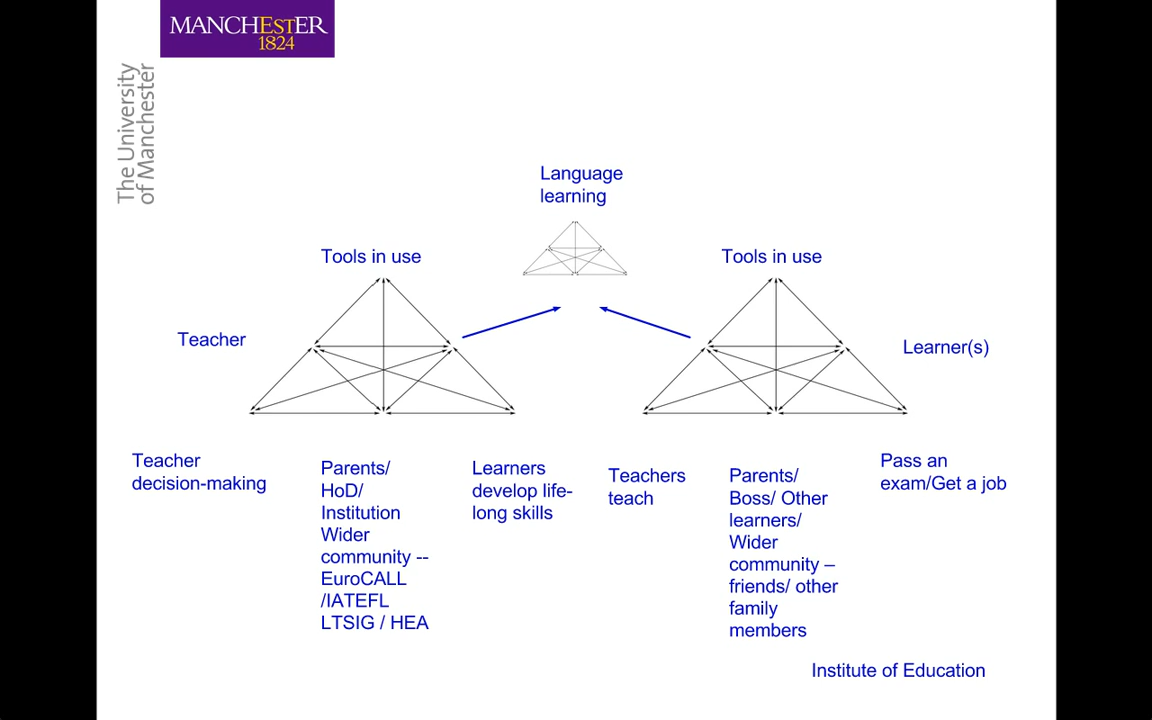 MANCHESTER
1824
The University
of Manchester
Language
learning
Tools in use
Tools in use
Teacher
Learner(s)
Teacher
decision-making
Parents/
HoD/
Institution
Wider
community --
EuroCALL
/IATEFL
LTSIG / HEA
Learners
develop life-
long skills
Teachers
teach
Parents/
Boss/ Other
learners/
Wider
community –
friends/ other
family
members
Pass an
exam/Get a job
Institute of Education